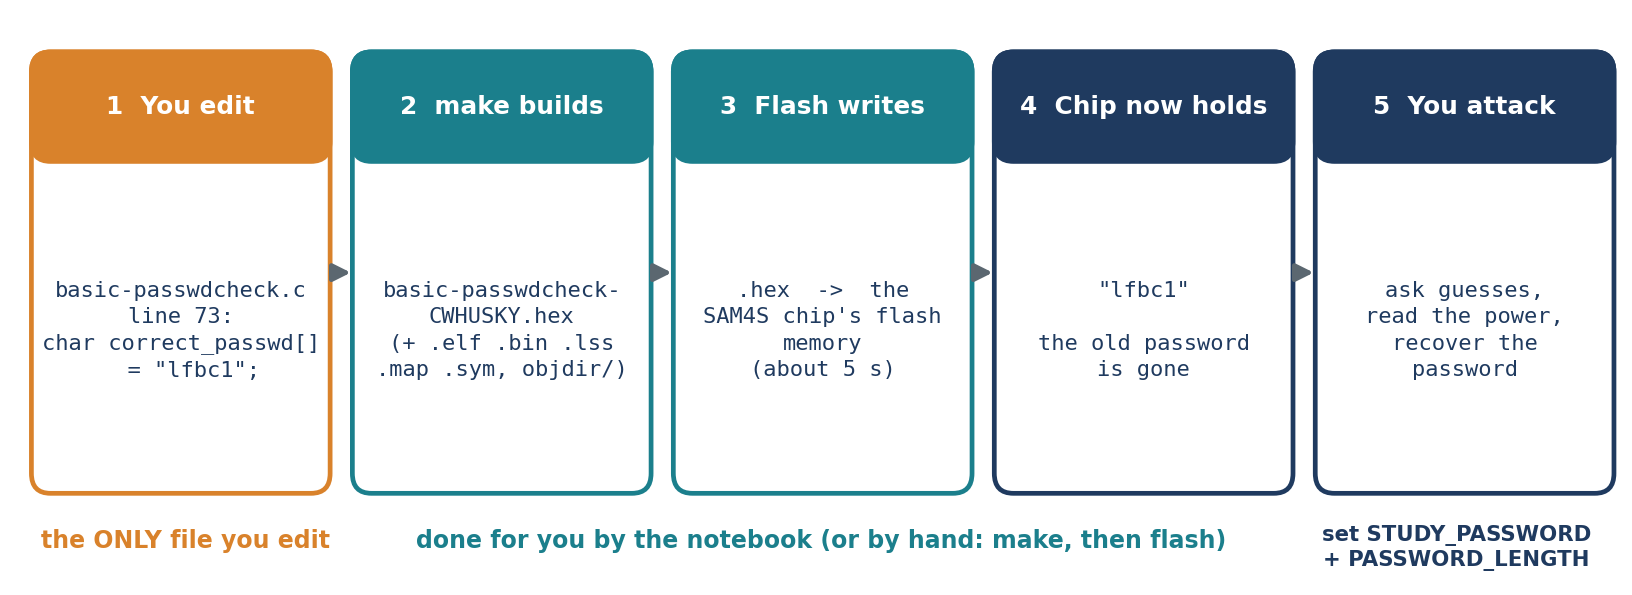 1  You edit
basic-passwdcheck.c
line 73:
char correct_passwd[]
= "lfbc1";
2  make builds
basic-passwdcheck-
CWHUSKY.hex
(+ .elf .bin .lss
.map .sym, objdir/)
3  Flash writes
.hex  ->  the
SAM4S chip's flash
memory
(about 5 s)
4  Chip now holds
"lfbc1"
the old password
is gone
5  You attack
ask guesses,
read the power,
recover the
password
the ONLY file you edit
done for you by the notebook (or by hand: make, then flash)
set STUDY_PASSWORD
+ PASSWORD_LENGTH